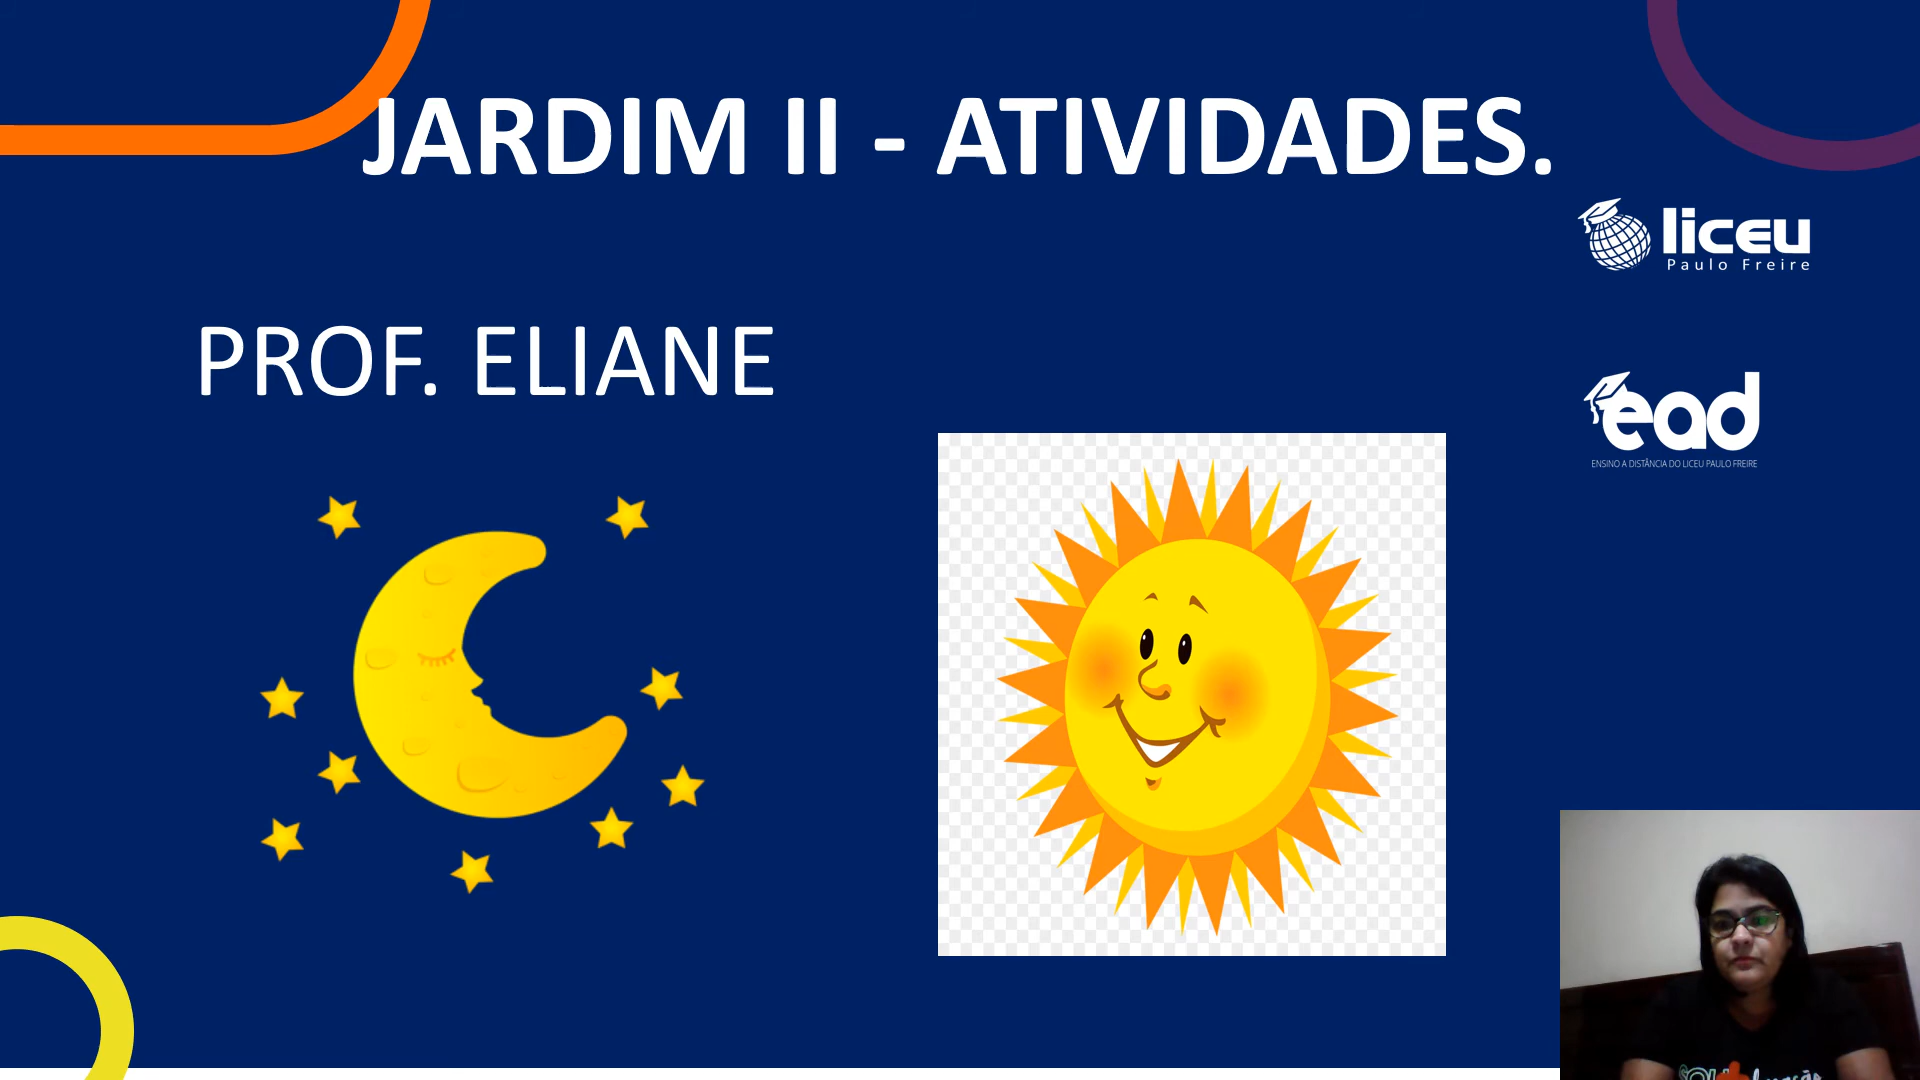 JARDIM II - ATIVIDADES.
liceu
Paulo Freire
PROF. ELIANE
ead
ENSINO A DISTÂNCIA DO LICEU PAULO FREIRE